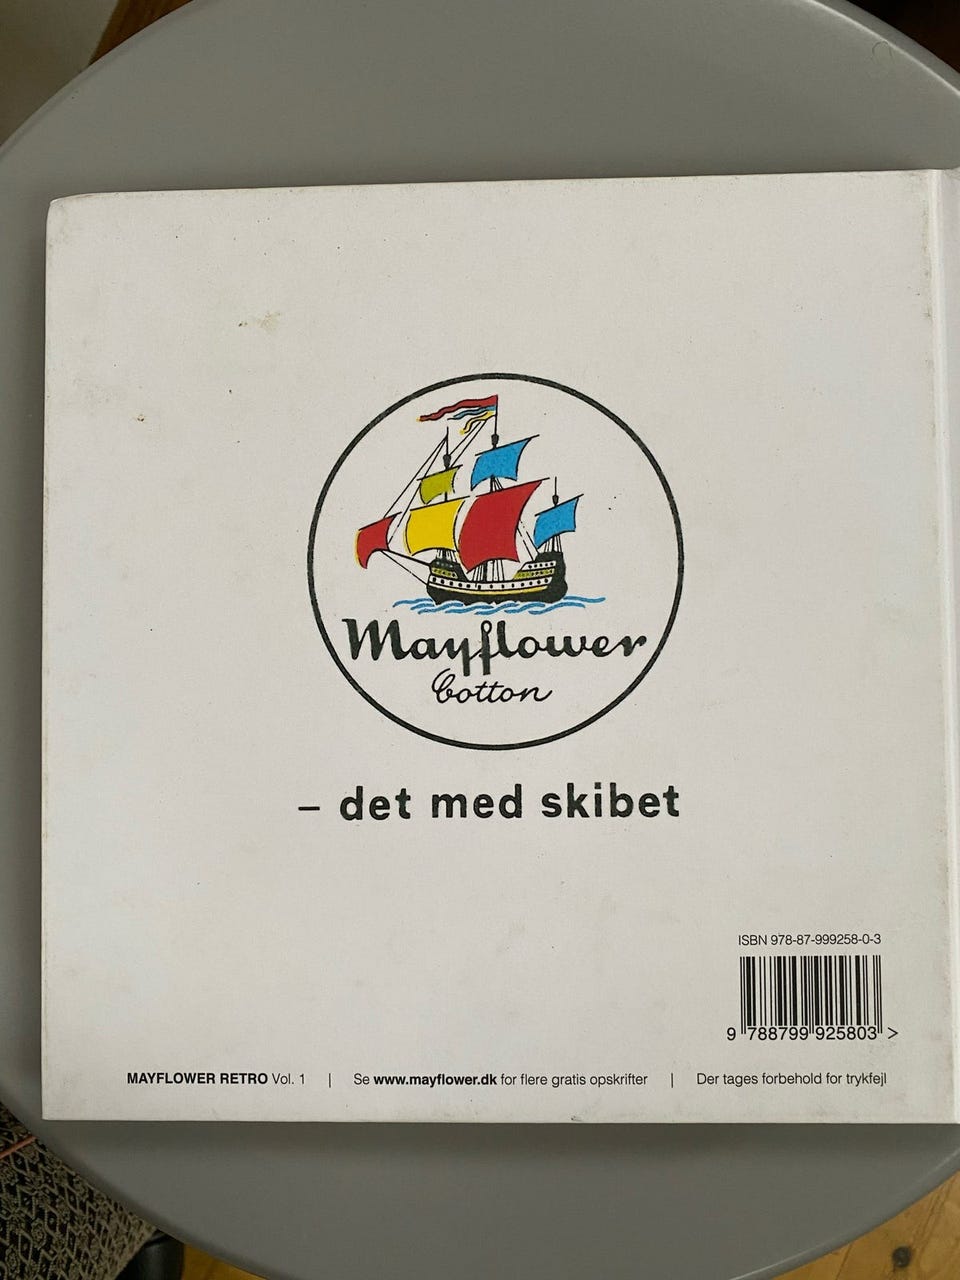 Mayflower
Cotton
– det med skibet
ISBN 978-87-999258-0-3
9 788799 925803 >
MAYFLOWER RETRO Vol. 1 | Se www.mayflower.dk for flere gratis opskrifter | Der tages forbehold for trykfejl